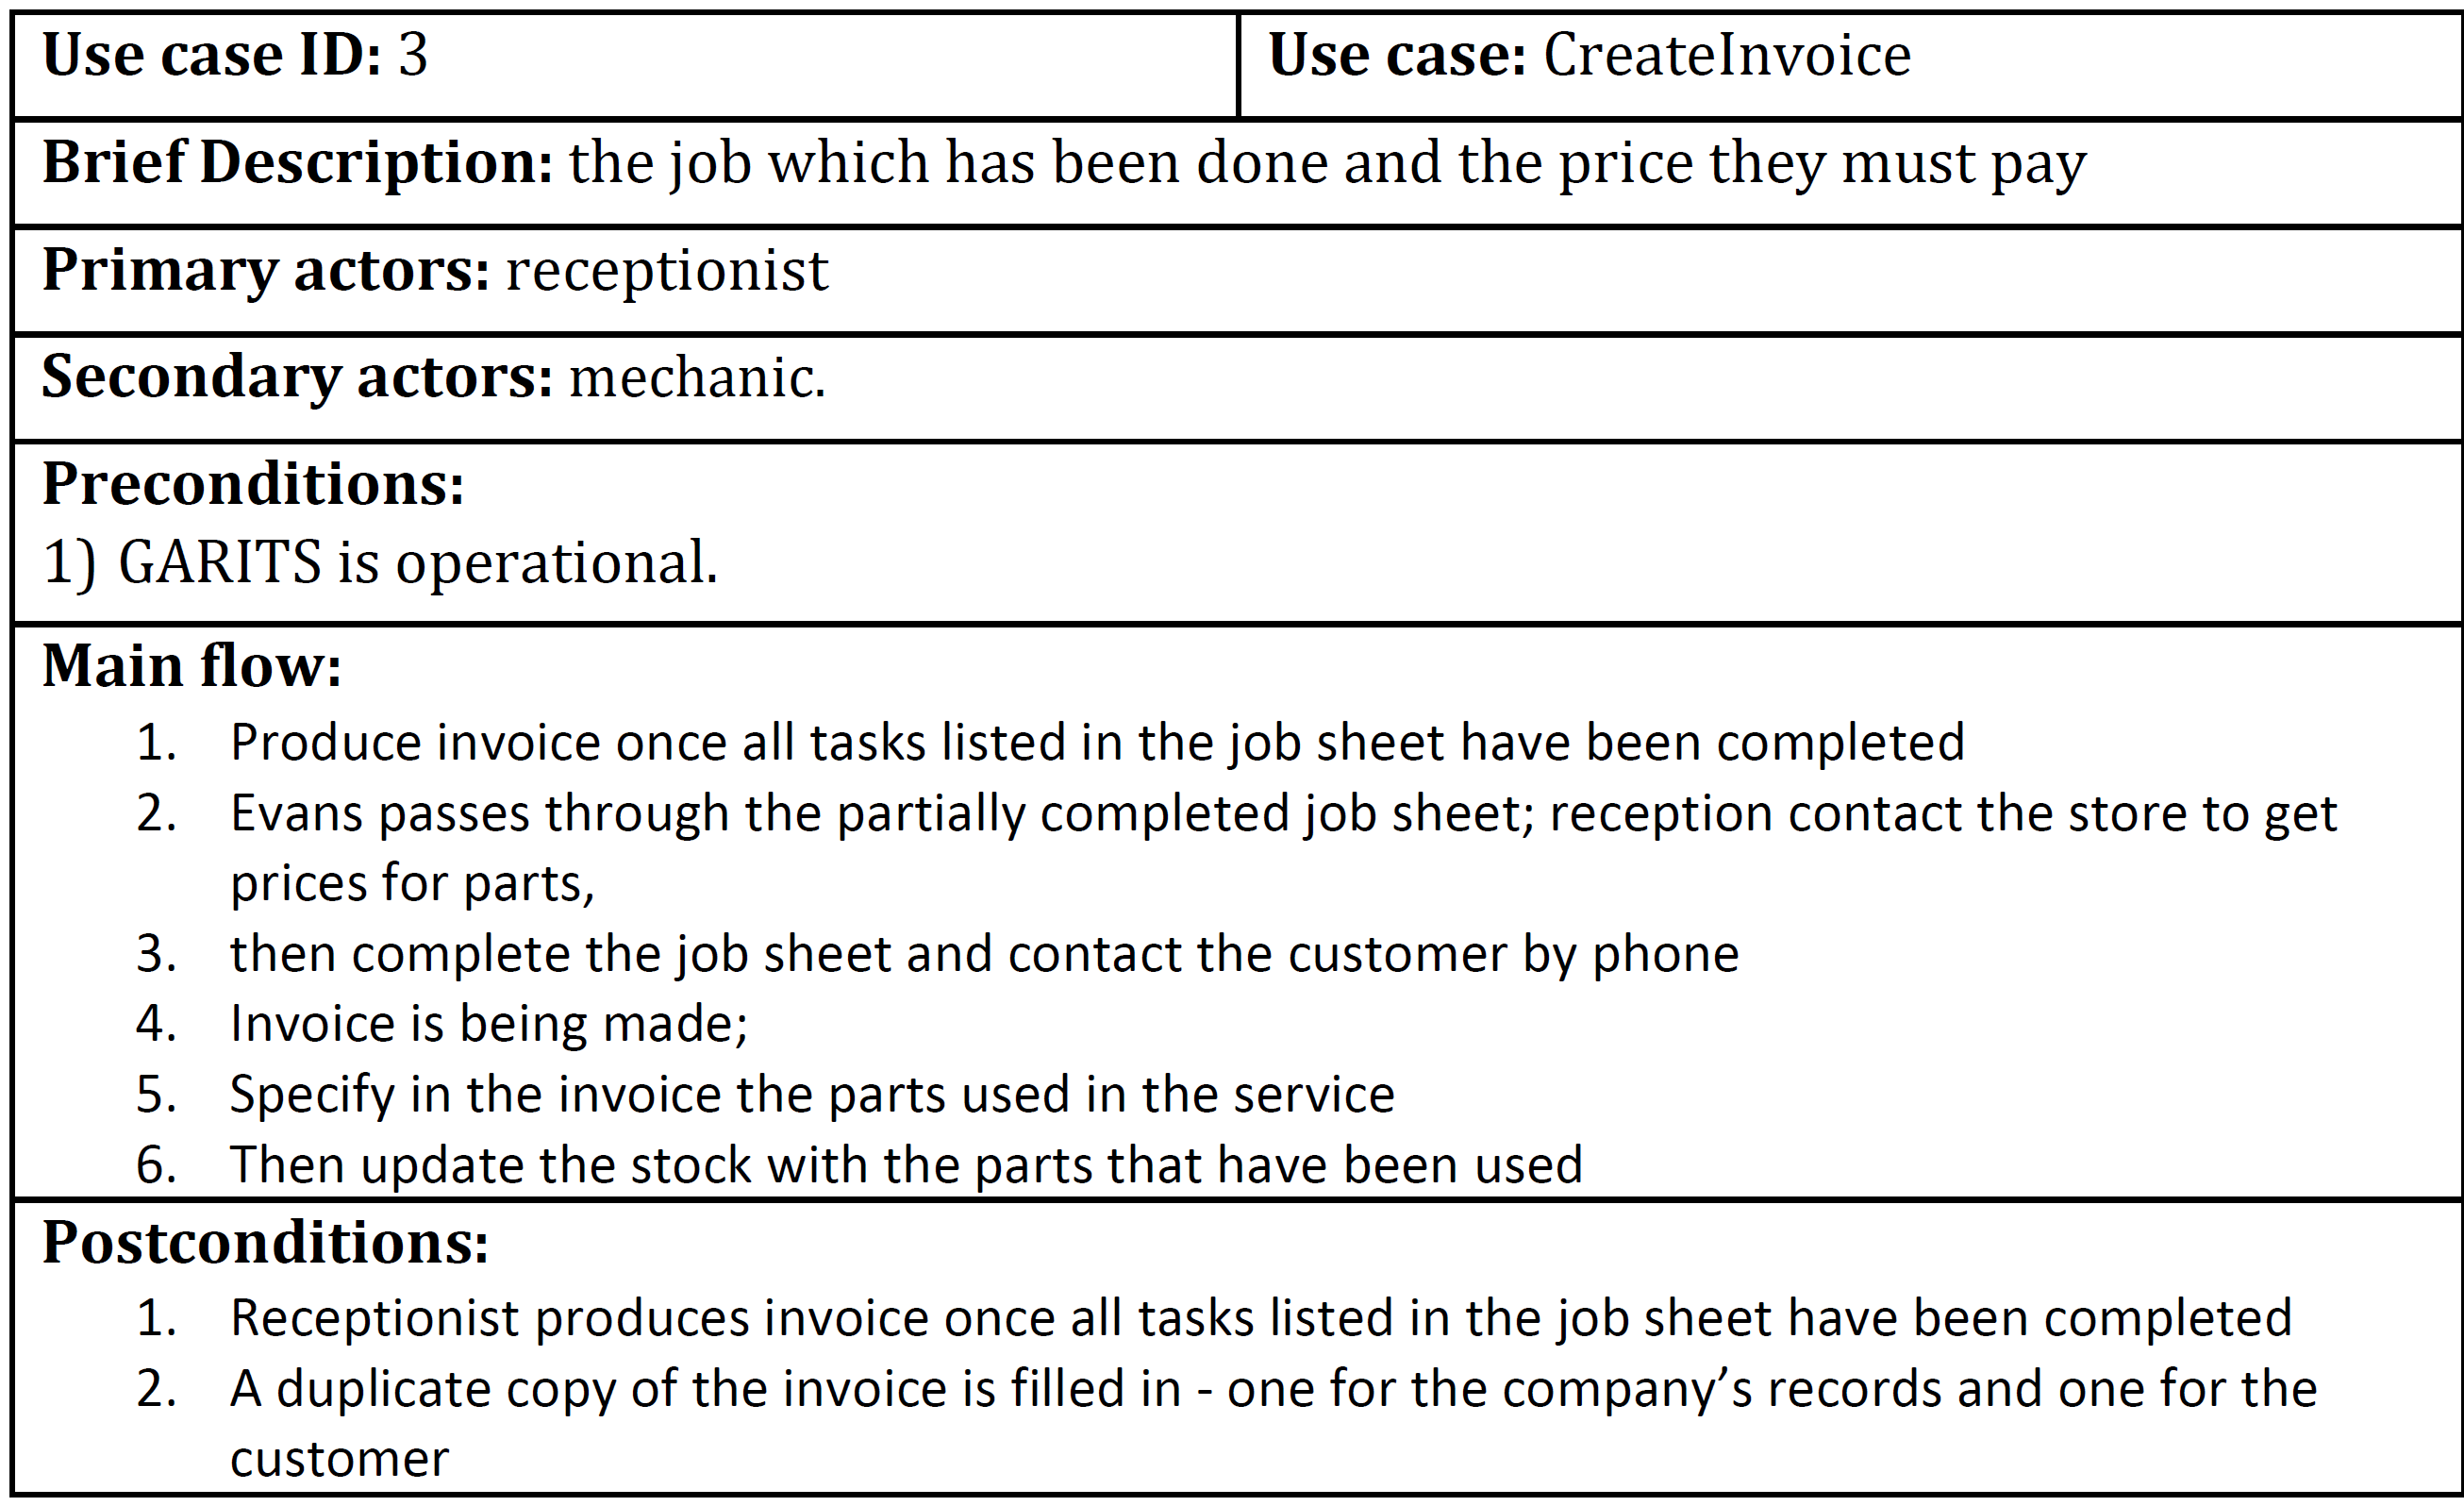 Use case ID: 3
Use case: CreateInvoice
Brief Description: the job which has been done and the price they must pay
Primary actors: receptionist
Secondary actors: mechanic.
Preconditions:
1) GARITS is operational.
Main flow:
1. Produce invoice once all tasks listed in the job sheet have been completed
2. Evans passes through the partially completed job sheet; reception contact the store to get
prices for parts,
3. then complete the job sheet and contact the customer by phone
4. Invoice is being made;
5. Specify in the invoice the parts used in the service
6. Then update the stock with the parts that have been used
Postconditions:
1. Receptionist produces invoice once all tasks listed in the job sheet have been completed
2. A duplicate copy of the invoice is filled in - one for the company’s records and one for the
customer